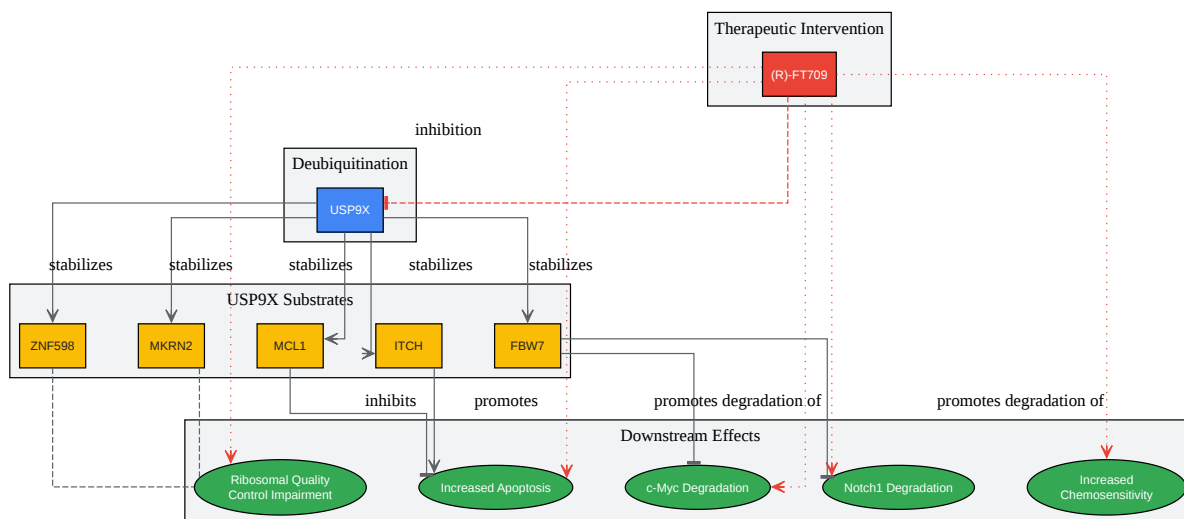 Therapeutic Intervention
(R)-FT709
inhibition
Deubiquitination
USP9X
stabilizes
stabilizes
stabilizes
stabilizes
stabilizes
USP9X Substrates
ZNF598
MKRN2
MCL1
ITCH
FBW7
inhibits
promotes
promotes degradation of
promotes degradation of
Downstream Effects
Ribosomal Quality
Control Impairment
Increased Apoptosis
c-Myc Degradation
Notch1 Degradation
Increased
Chemosensitivity